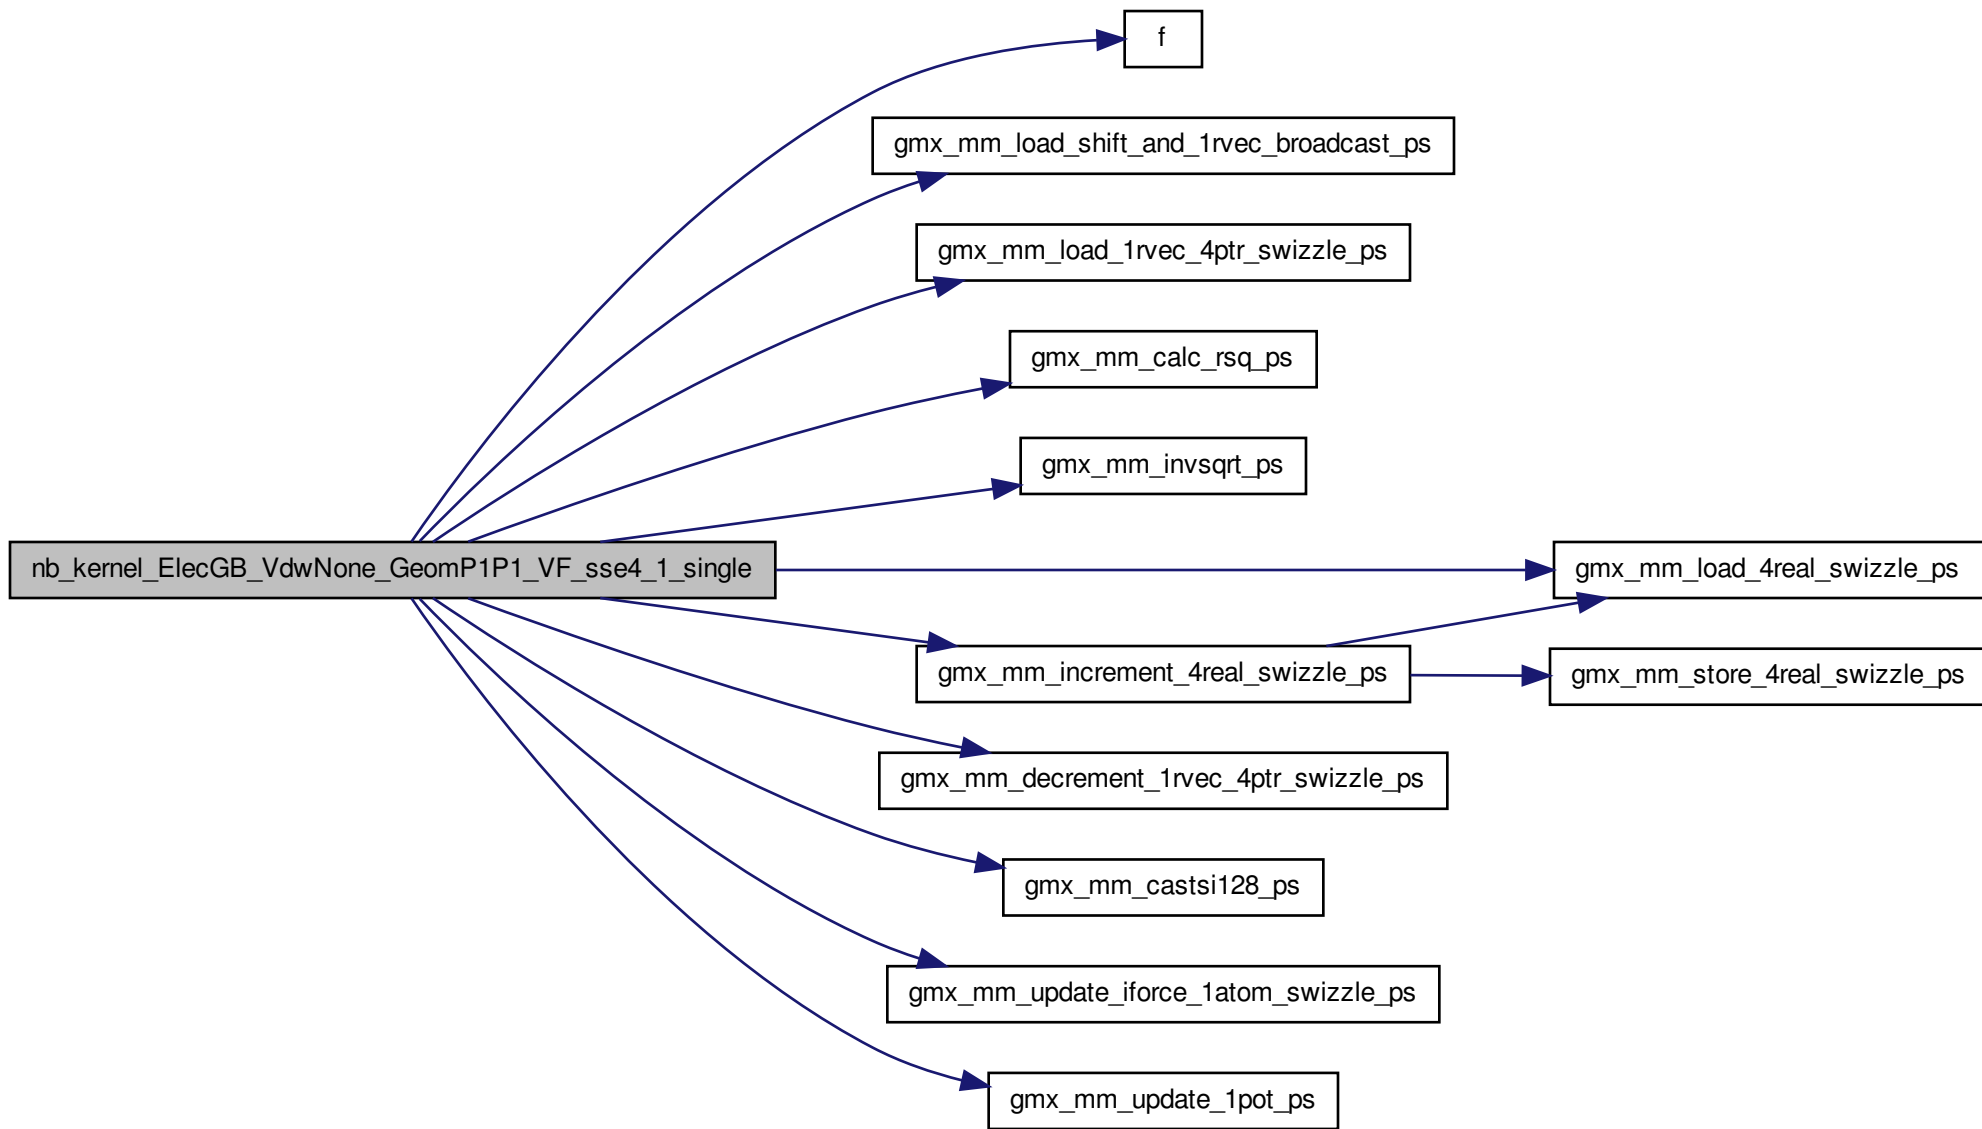 f
gmx_mm_load_shift_and_1rvec_broadcast_ps
gmx_mm_load_1rvec_4ptr_swizzle_ps
gmx_mm_calc_rsq_ps
gmx_mm_invsqrt_ps
nb_kernel_ElecGB_VdwNone_GeomP1P1_VF_sse4_1_single
gmx_mm_load_4real_swizzle_ps
gmx_mm_increment_4real_swizzle_ps
gmx_mm_store_4real_swizzle_ps
gmx_mm_decrement_1rvec_4ptr_swizzle_ps
gmx_mm_castsi128_ps
gmx_mm_update_iforce_1atom_swizzle_ps
gmx_mm_update_1pot_ps